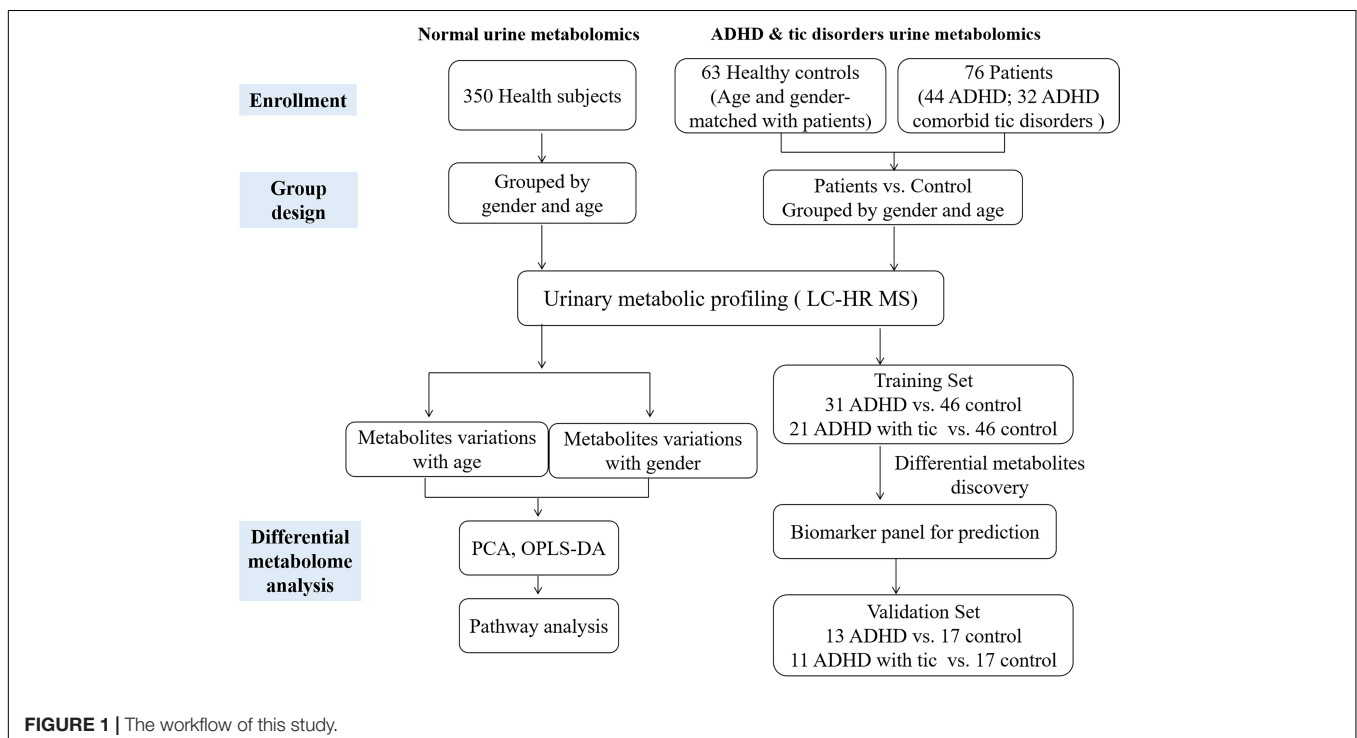 Normal urine metabolomics
ADHD & tic disorders urine metabolomics
Enrollment
350 Health subjects
63 Healthy controls
(Age and gender-
matched with patients)
76 Patients
(44 ADHD; 32 ADHD
comorbid tic disorders )
Group
design
Grouped by
gender and age
Patients vs. Control
Grouped by gender and age
Urinary metabolic profiling ( LC-HR MS)
Metabolites variations
with age
Metabolites variations
with gender
Training Set
31 ADHD vs. 46 control
21 ADHD with tic vs. 46 control
Differential metabolites
discovery
Differential
metabolome
analysis
PCA, OPLS-DA
Pathway analysis
Biomarker panel for prediction
Validation Set
13 ADHD vs. 17 control
11 ADHD with tic vs. 17 control
FIGURE 1 | The workflow of this study.